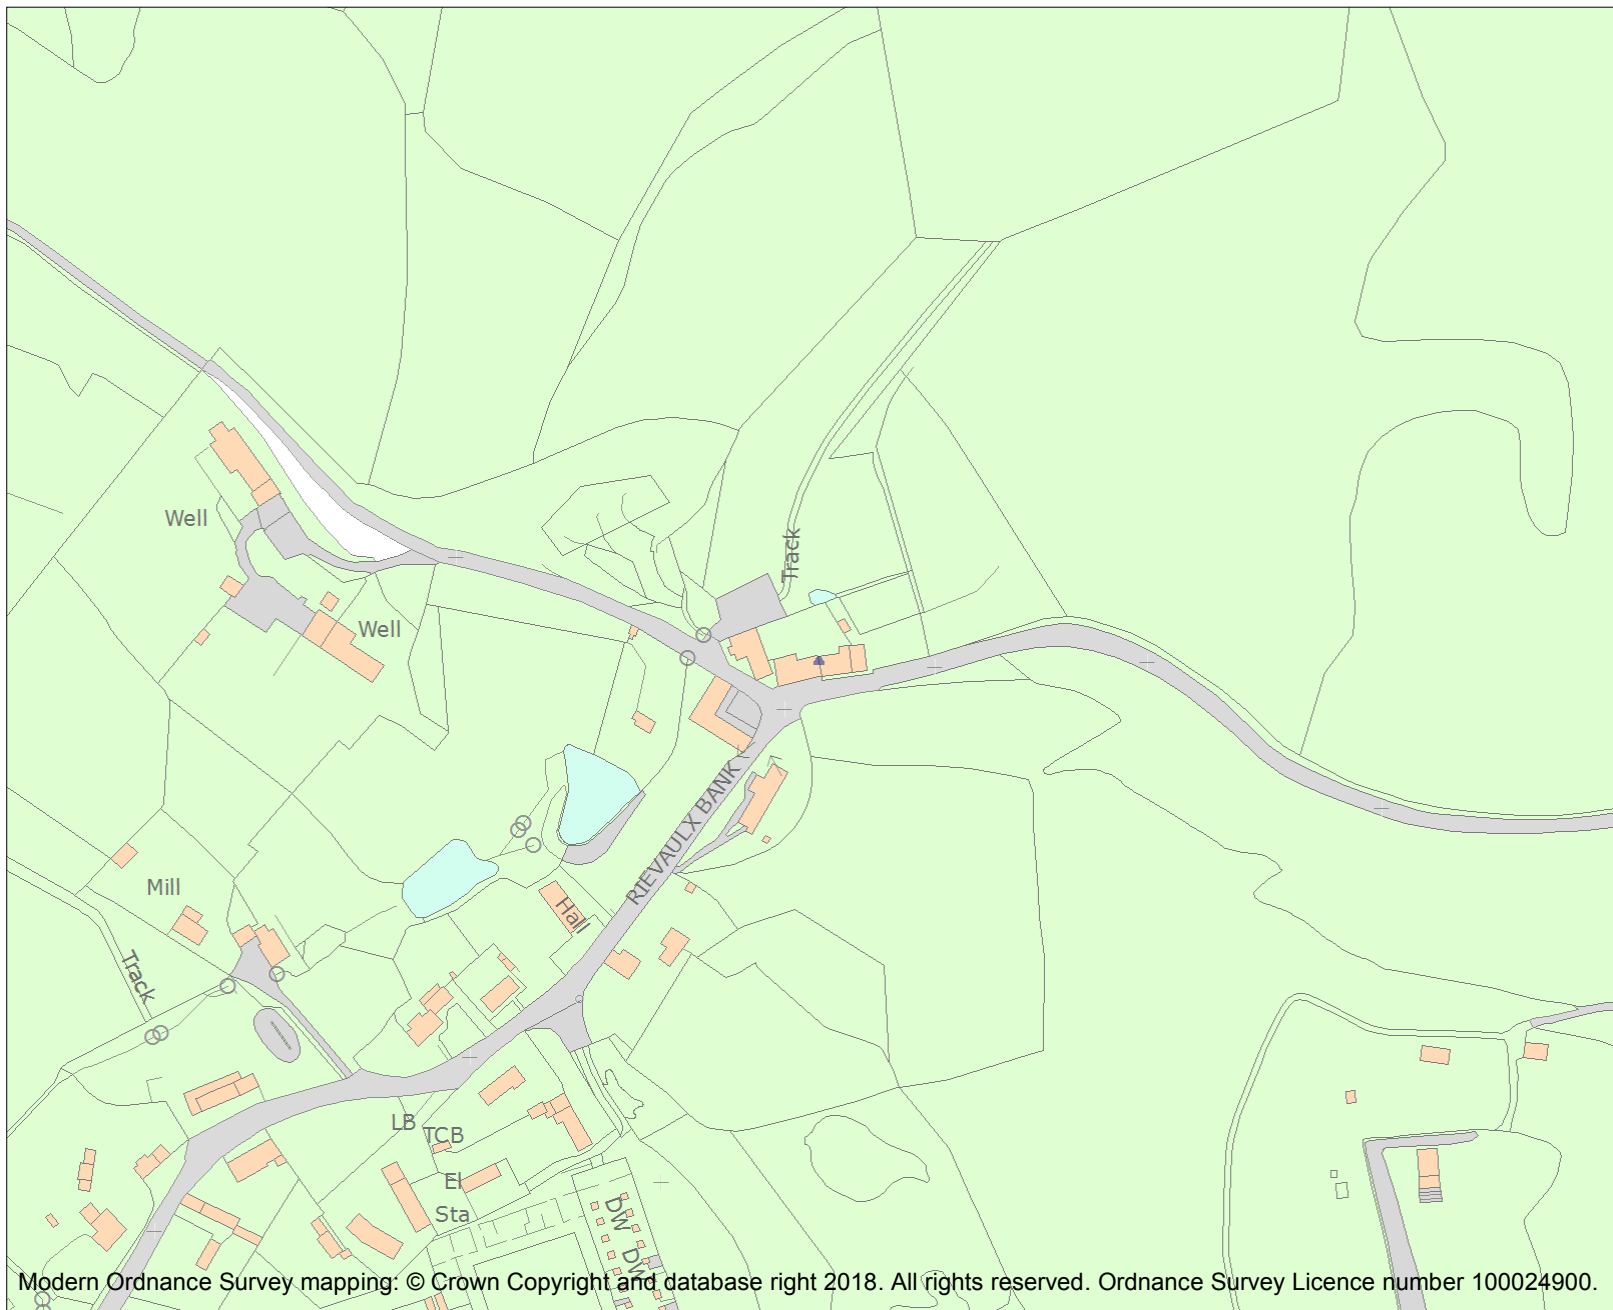 Well
Track
Well
RIEVAULX BANK
Mill
Hall
Track
LB
TCB
El
Sta
DW
DW
Modern Ordnance Survey mapping: © Crown Copyright and database right 2018. All rights reserved. Ordnance Survey Licence number 100024900.